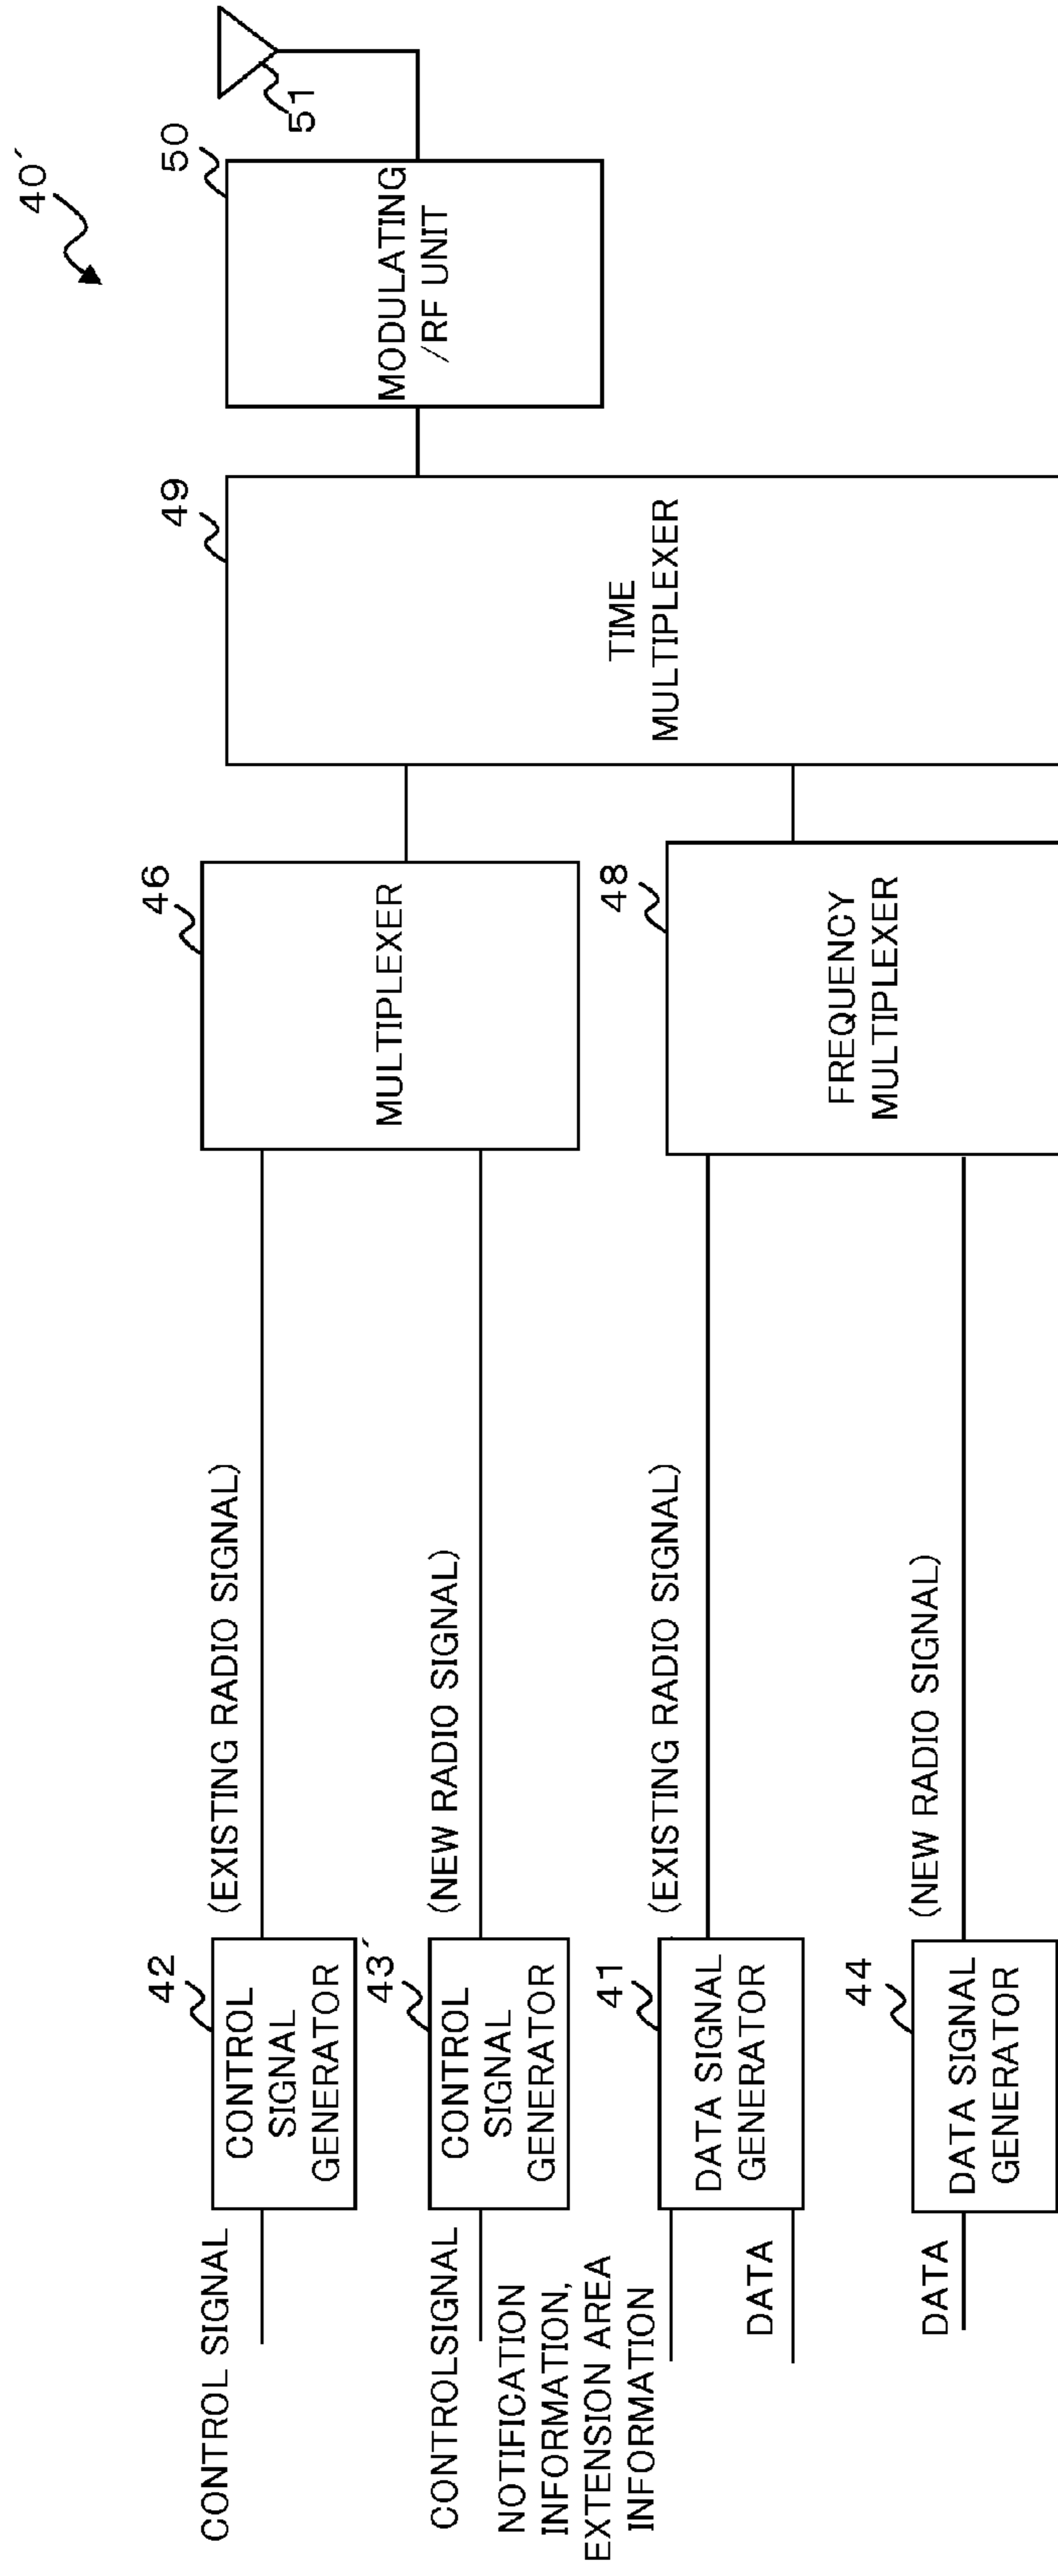 40´
CONTROL SIGNAL
42
CONTROL
SIGNAL
GENERATOR
(EXISTING RADIO SIGNAL)
46
MULTIPLEXER
49
TIME
MULTIPLEXER
50
MODULATING
/RF UNIT
51
CONTROLSIGNAL
43´
CONTROL
SIGNAL
GENERATOR
(NEW RADIO SIGNAL)
NOTIFICATION
INFORMATION,
EXTENSION AREA
INFORMATION
DATA
41
DATA SIGNAL
GENERATOR
(EXISTING RADIO SIGNAL)
48
FREQUENCY
MULTIPLEXER
DATA
44
DATA SIGNAL
GENERATOR
(NEW RADIO SIGNAL)